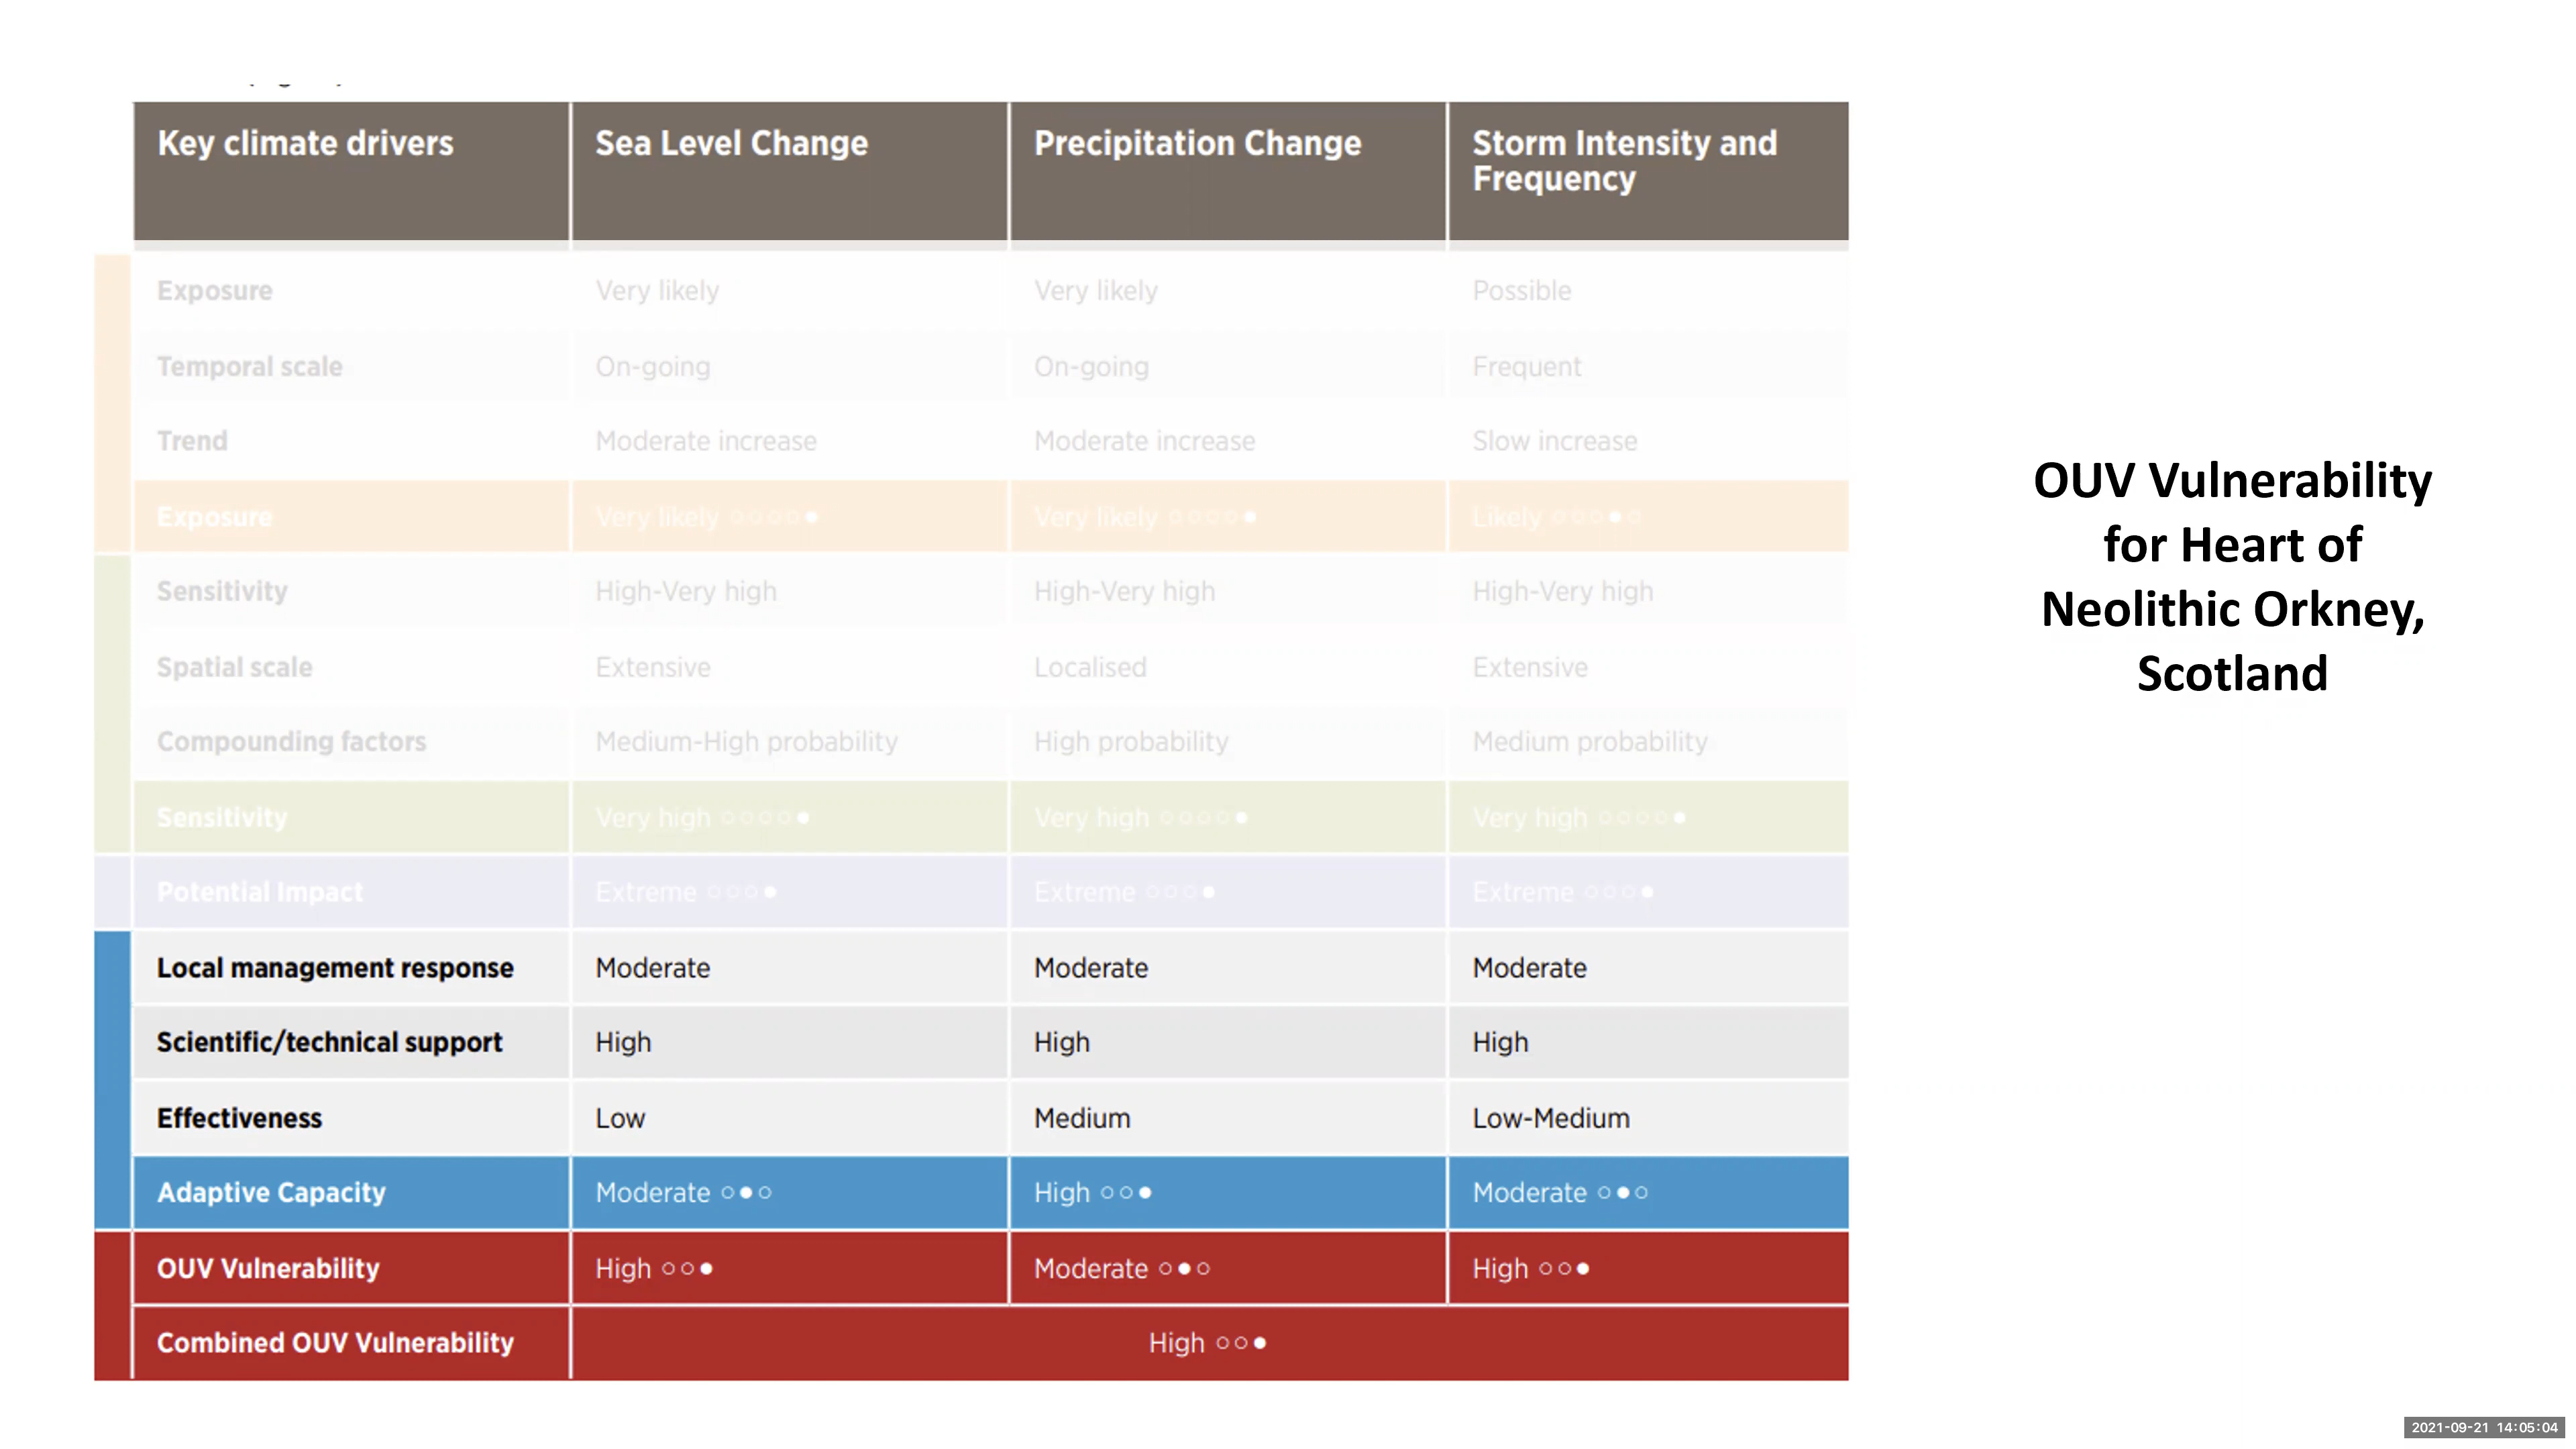 Key climate drivers Sea Level Change Precipitation Change Storm Intensity and
Frequency
Exposure Very likely Very likely Possible
Temporal scale On-going On-going Frequent
Trend Moderate increase Moderate increase Slow increase
Exposure Very likely ○○○○● Very likely ○○○○● Likely ○○○●○
Sensitivity High-Very high High-Very high High-Very high
Spatial scale Extensive Localised Extensive
Compounding factors Medium-High probability High probability Medium probability
Sensitivity Very high ○○○○● Very high ○○○○● Very high ○○○○●
Potential Impact Extreme ○○○● Extreme ○○○● Extreme ○○○●
Local management response Moderate Moderate Moderate
Scientific/technical support High High High
Effectiveness Low Medium Low-Medium
Adaptive Capacity Moderate ○●○ High ○○● Moderate ○●○
OUV Vulnerability High ○○● Moderate ○●○ High ○○●
Combined OUV Vulnerability High ○○●
OUV Vulnerability
for Heart of
Neolithic Orkney,
Scotland
2021-09-21 14:05:04